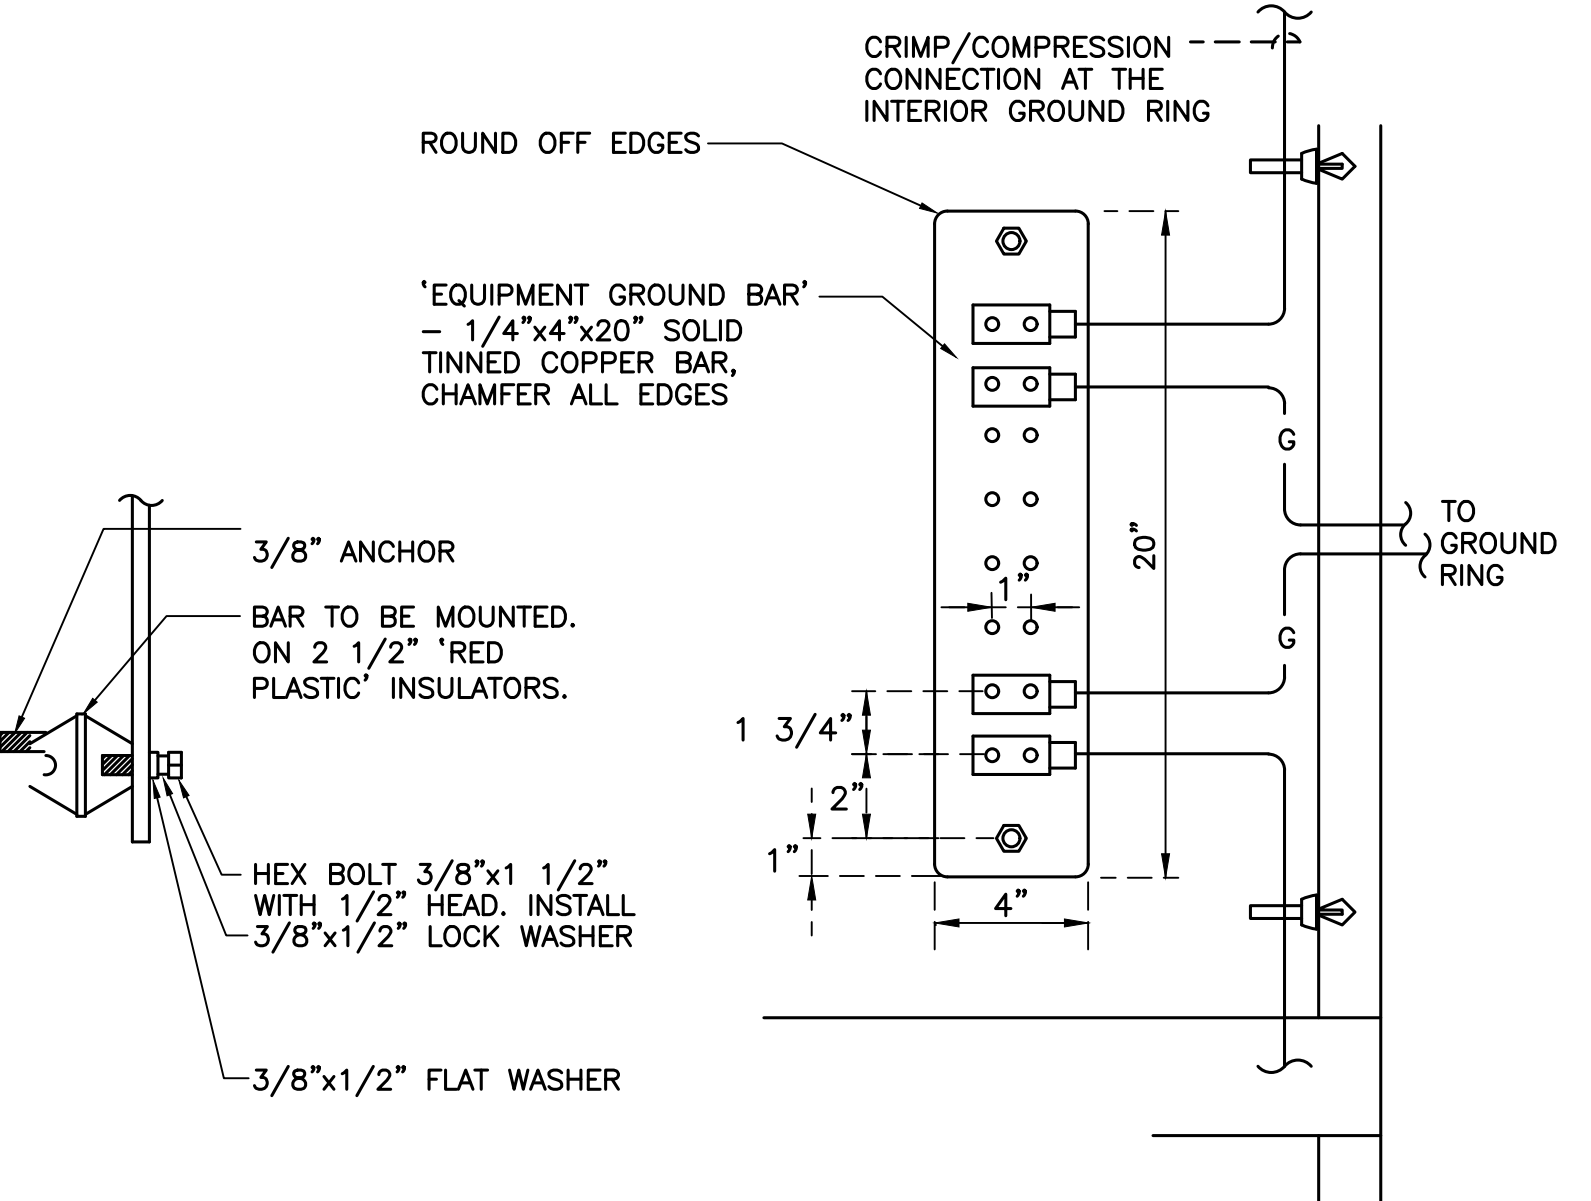 CRIMP/COMPRESSION
CONNECTION AT THE
INTERIOR GROUND RING
ROUND OFF EDGES
‘EQUIPMENT GROUND BAR’
– 1/4”x4”x20” SOLID
TINNED COPPER BAR,
CHAMFER ALL EDGES
G
TO
GROUND
RING
20”
3/8” ANCHOR
1”
BAR TO BE MOUNTED.
ON 2 1/2” ‘RED
PLASTIC’ INSULATORS.
G
1 3/4”
2”
1”
4”
HEX BOLT 3/8”x1 1/2”
WITH 1/2” HEAD. INSTALL
3/8”x1/2” LOCK WASHER
3/8”x1/2” FLAT WASHER